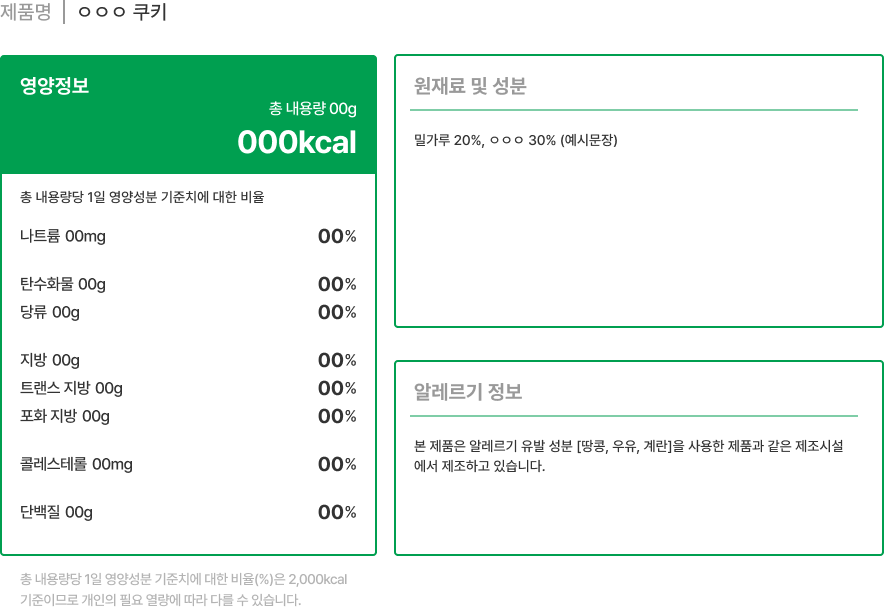 제품명 | ㅇㅇㅇ 쿠키
영양정보
총 내용량 00g
000kcal
총 내용량당 1일 영양성분 기준치에 대한 비율
나트륨 00mg 00%
탄수화물 00g 00%
당류 00g 00%
지방 00g 00%
트랜스 지방 00g 00%
포화 지방 00g 00%
콜레스테롤 00mg 00%
단백질 00g 00%
총 내용량당 1일 영양성분 기준치에 대한 비율(%)은 2,000kcal
기준이므로 개인의 필요 열량에 따라 다를 수 있습니다.
원재료 및 성분
밀가루 20%, ㅇㅇㅇ 30% (예시문장)
알레르기 정보
본 제품은 알레르기 유발 성분 [땅콩, 우유, 계란]을 사용한 제품과 같은 제조시설
에서 제조하고 있습니다.